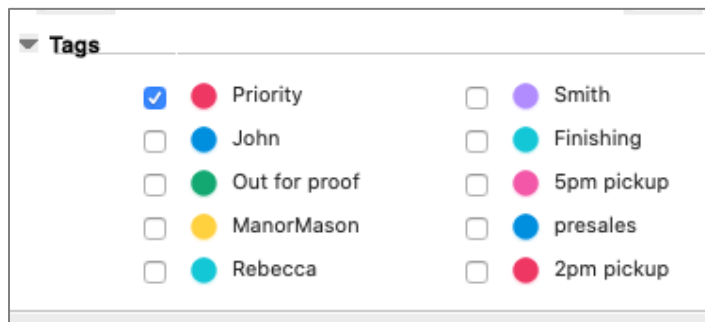 Tags
Priority
John
Out for proof
ManorMason
Rebecca
Smith
Finishing
5pm pickup
presales
2pm pickup